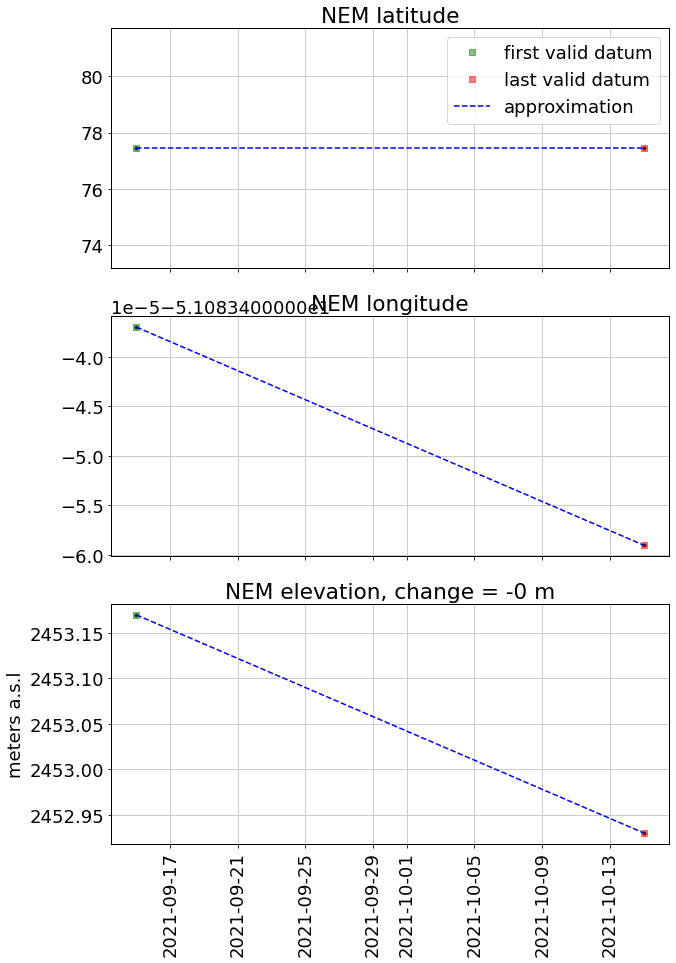 NEM latitude
first valid datum
last valid datum
approximation
80
78
76
74
1e−5−5.1083400000e1
NEM longitude
−4.0
−4.5
−5.0
−5.5
−6.0
NEM elevation, change = -0 m
meters a.s.l
2453.15
2453.10
2453.05
2453.00
2452.95
2021-09-17
2021-09-21
2021-09-25
2021-09-29
2021-10-01
2021-10-05
2021-10-09
2021-10-13